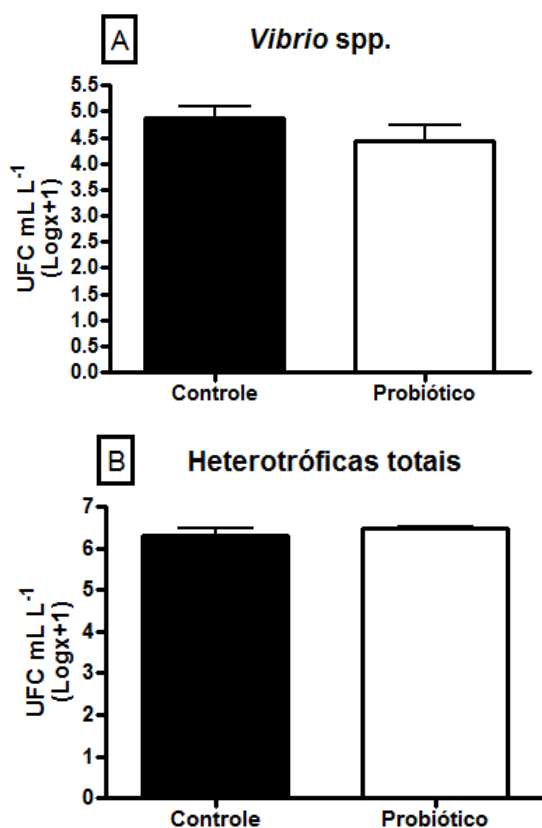 A
Vibrio spp.
UFC mL L⁻¹
(Logx+1)
5.5
5.0
4.5
4.0
3.5
3.0
2.5
2.0
1.5
1.0
0.5
0.0
Controle Probiótico
B
Heterotróficas totais
UFC mL L⁻¹
(Logx+1)
7
6
5
4
3
2
1
0
Controle Probiótico